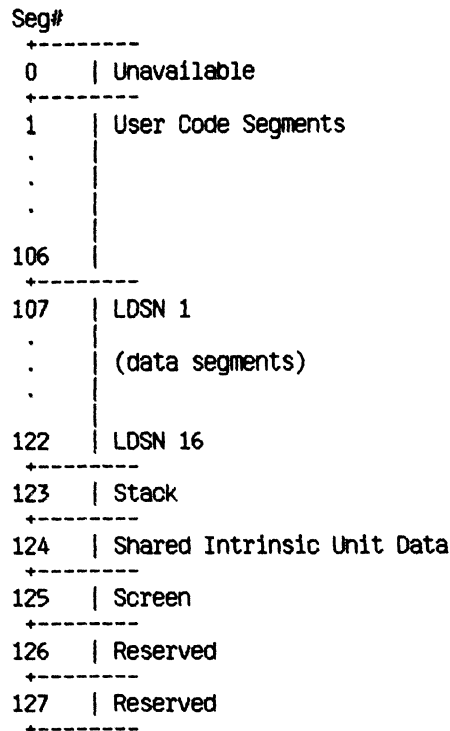 Seg#
+---------
0 | Unavailable
+---------
1 | User Code Segments
. |
. |
. |
106 |
+---------
107 | LDSN 1
. |
. | (data segments)
. |
122 | LDSN 16
+---------
123 | Stack
+---------
124 | Shared Intrinsic Unit Data
+---------
125 | Screen
+---------
126 | Reserved
+---------
127 | Reserved
+---------